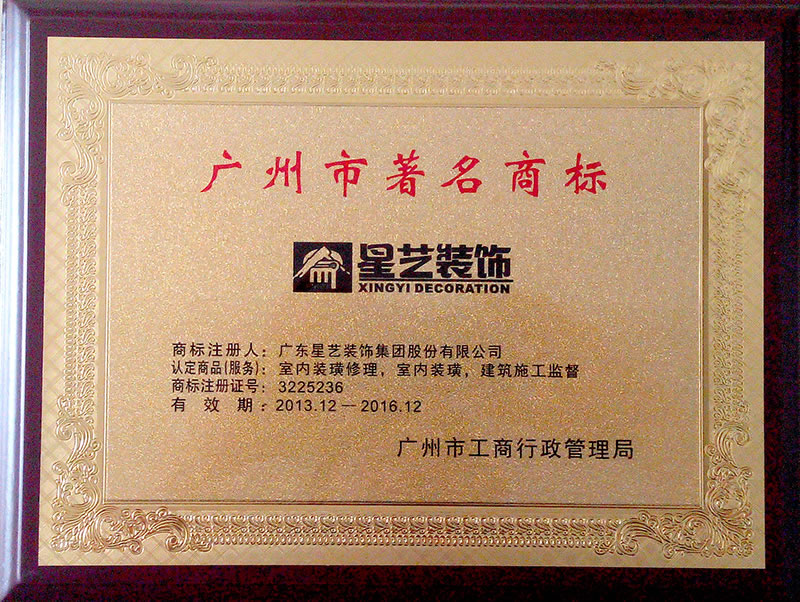 广州市著名商标
星艺装饰
XINGYI DECORATION
商标注册人：广东星艺装饰集团股份有限公司
认定商品(服务)：室内装璜修理，室内装璜，建筑施工监督
商标注册证号：3225236
有 效 期：2013.12－2016.12
广州市工商行政管理局